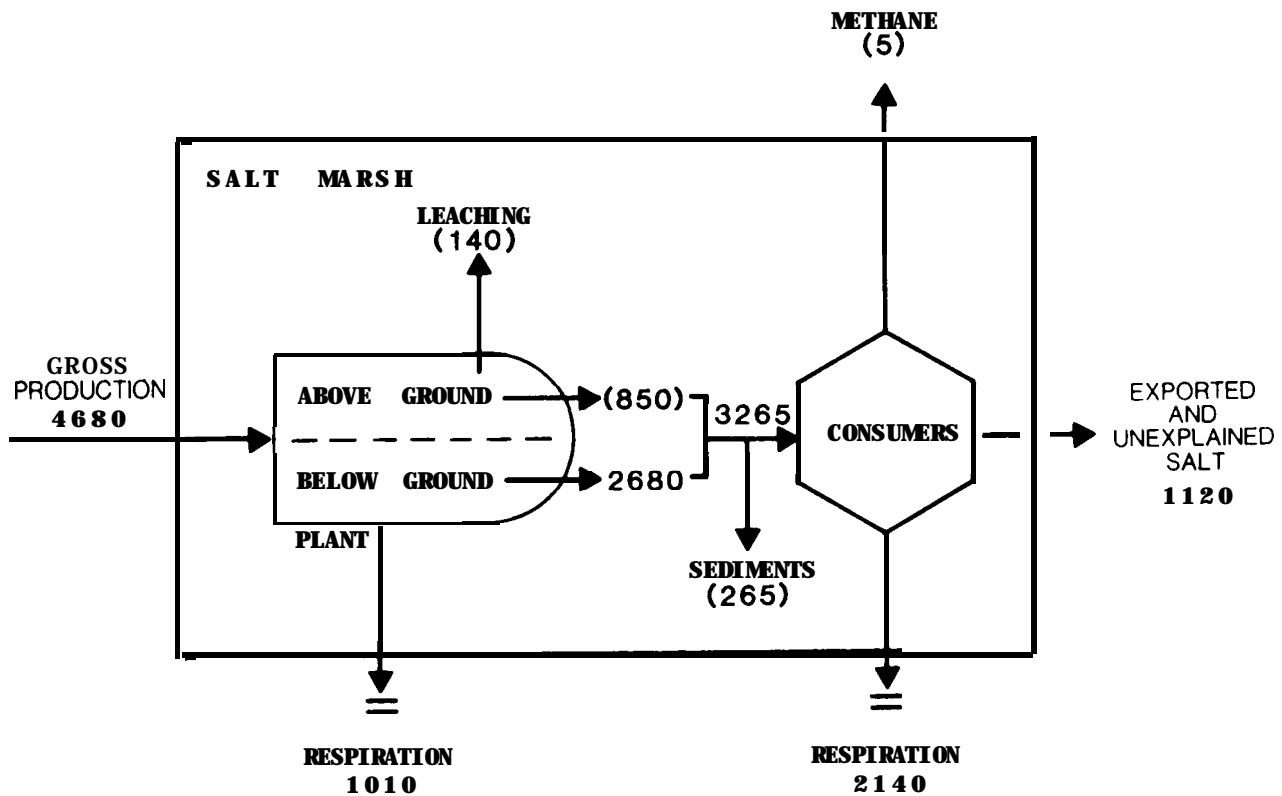 METHANE
(5)
SALT MARSH
LEACHING
(140)
GROSS
PRODUCTION
4680
ABOVE GROUND
(850)
3265
CONSUMERS
EXPORTED
AND
UNEXPLAINED
SALT
1120
BELOW GROUND
2680
PLANT
SEDIMENTS
(265)
RESPIRATION
1010
RESPIRATION
2140